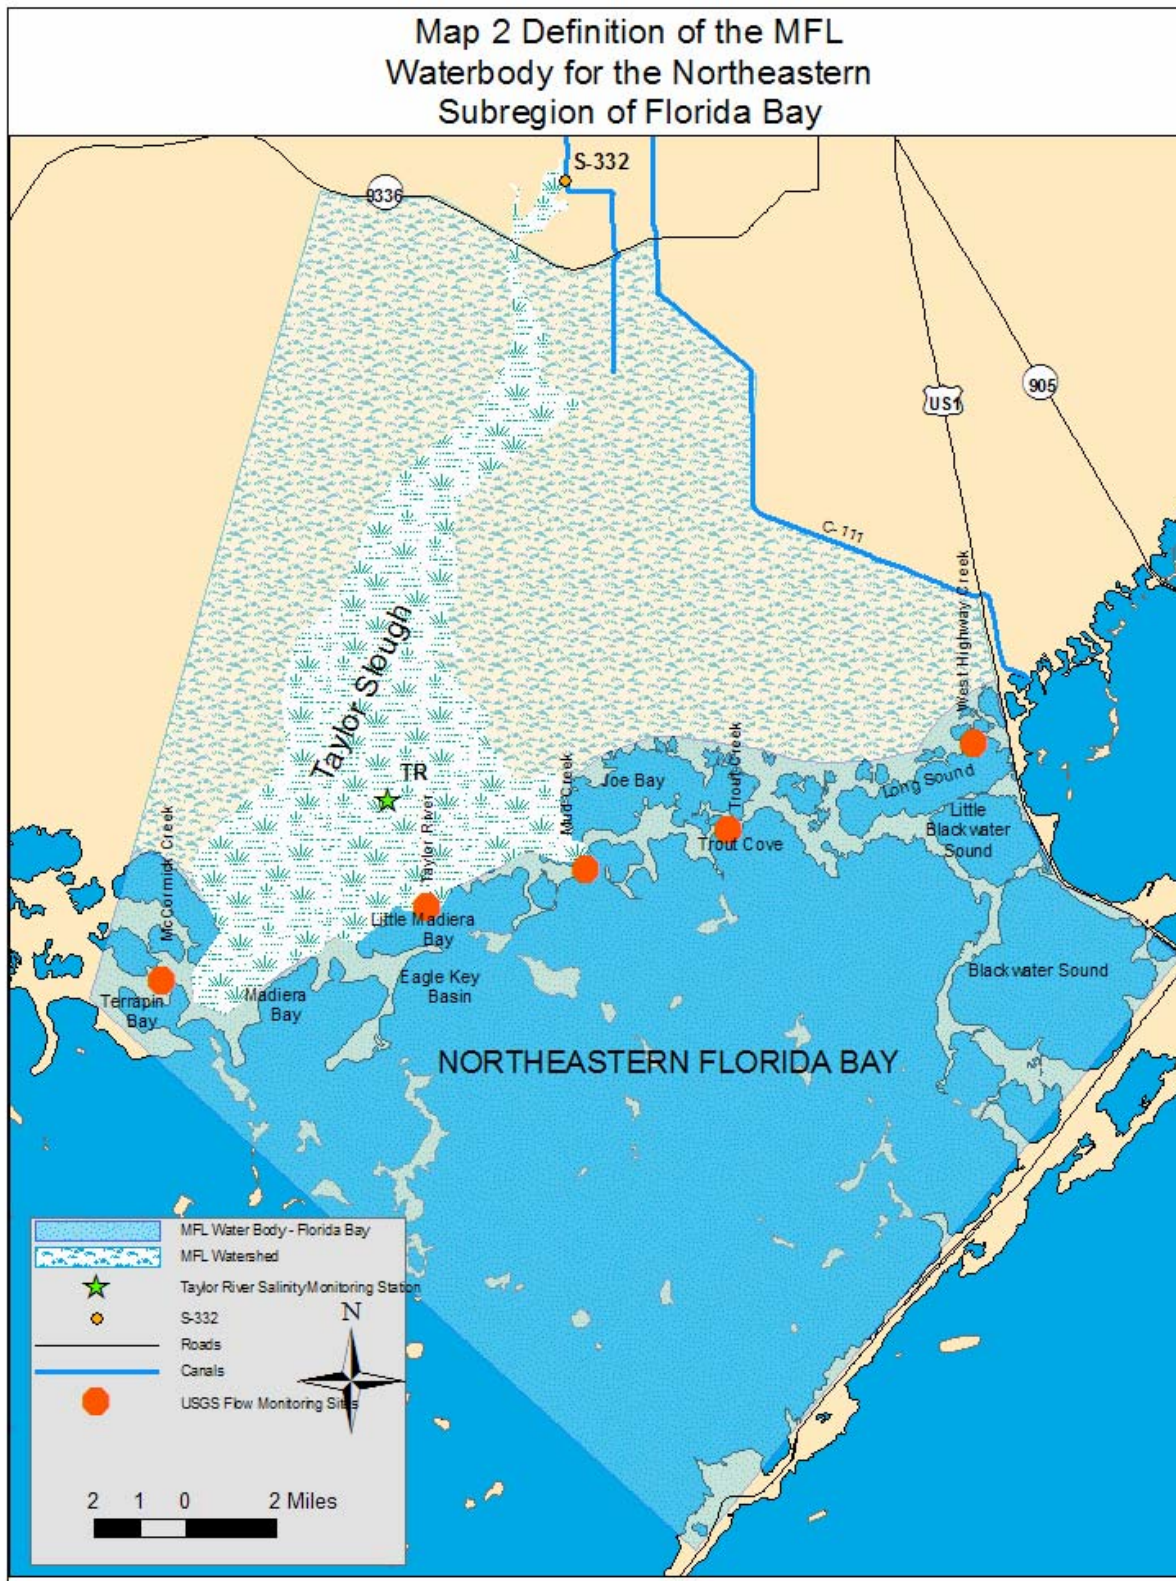 Map 2 Definition of the MFL
Waterbody for the Northeastern
Subregion of Florida Bay
S-332
9336
905
US1
C-111
West Highway Creek
Taylor Slough
TR
Taylor River
Mud Creek
Joe Bay
Trout Creek
Trout Cove
Long Sound
Little
Blackwater
Sound
McCormick Creek
Little Madiera
Bay
Eagle Key
Basin
Blackwater Sound
Terrapin
Bay
Madiera
Bay
NORTHEASTERN FLORIDA BAY
MFL Water Body - Florida Bay
MFL Watershed
Taylor River Salinity Monitoring Station
S-332
N
Roads
Canals
USGS Flow Monitoring Sites
2 1 0 2 Miles